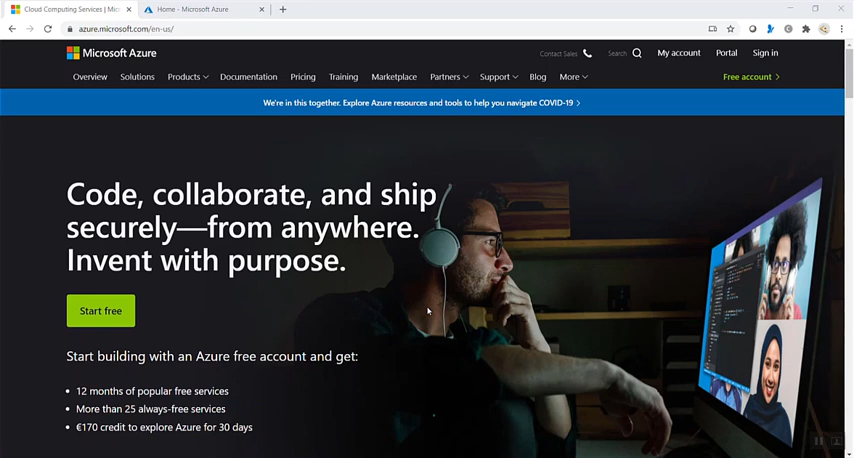 Cloud Computing Services | Mic
Home - Microsoft Azure
azure.microsoft.com/en-us/
Microsoft Azure
Contact Sales
Search
My account
Portal
Sign in
Overview
Solutions
Products
Documentation
Pricing
Training
Marketplace
Partners
Support
Blog
More
Free account
We're in this together. Explore Azure resources and tools to help you navigate COVID-19
Code, collaborate, and ship
securely—from anywhere.
Invent with purpose.
Start free
Start building with an Azure free account and get:
12 months of popular free services
More than 25 always-free services
€170 credit to explore Azure for 30 days